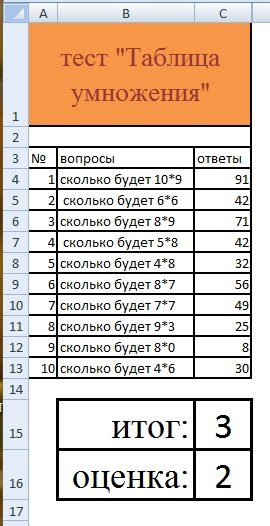 A B C
1 тест "Таблица
умножения"
2
3 № вопросы ответы
4 1 сколько будет 10*9 91
5 2 сколько будет 6*6 42
6 3 сколько будет 8*9 71
7 4 сколько будет 5*8 42
8 5 сколько будет 4*8 32
9 6 сколько будет 8*7 56
10 7 сколько будет 7*7 49
11 8 сколько будет 9*3 25
12 9 сколько будет 8*0 8
13 10 сколько будет 4*6 30
15 итог: 3
16 оценка: 2
17